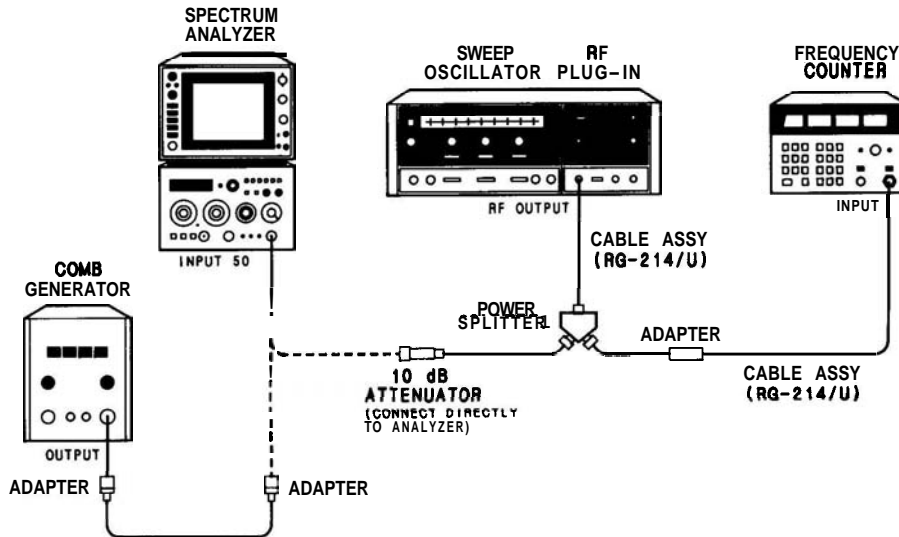 SPECTRUM
ANALYZER
SWEEP
OSCILLATOR
RF
PLUG-IN
FREQUENCY
COUNTER
RF OUTPUT
INPUT
INPUT 50
CABLE ASSY
(RG-214/U)
COMB
GENERATOR
POWER
SPLITTER
ADAPTER
10 dB
ATTENUATOR
(CONNECT DIRECTLY
TO ANALYZER)
CABLE ASSY
(RG-214/U)
OUTPUT
ADAPTER
ADAPTER